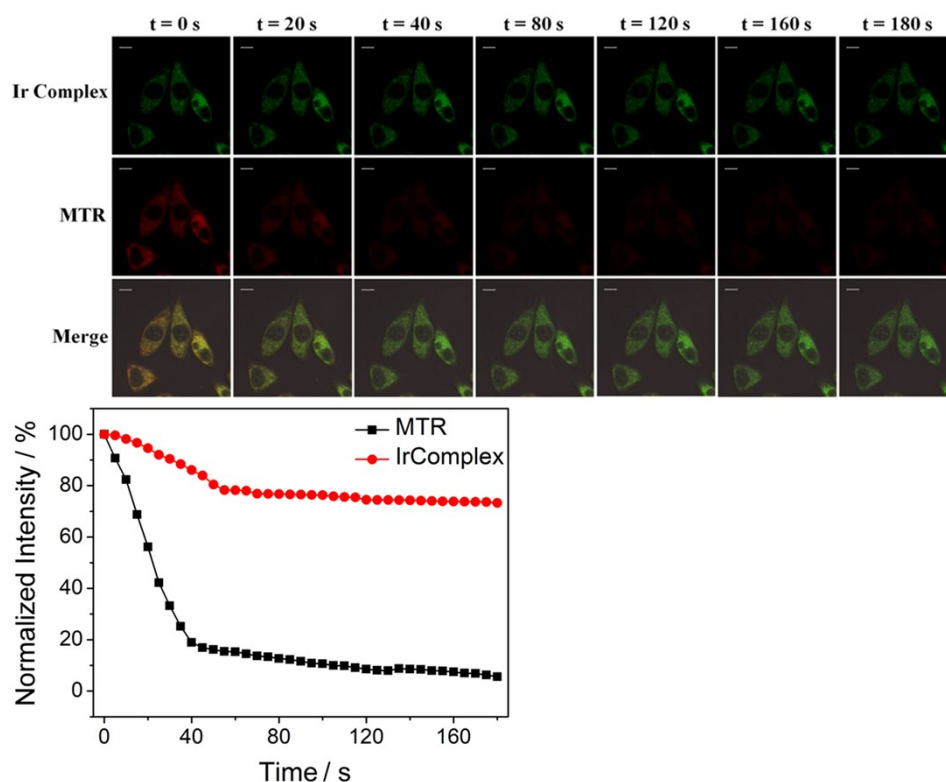 t = 0 s t = 20 s t = 40 s t = 80 s t = 120 s t = 160 s t = 180 s
Ir Complex
MTR
Merge
100
80
60
40
20
0
Normalized Intensity / %
MTR
IrComplex
0 40 80 120 160
Time / s